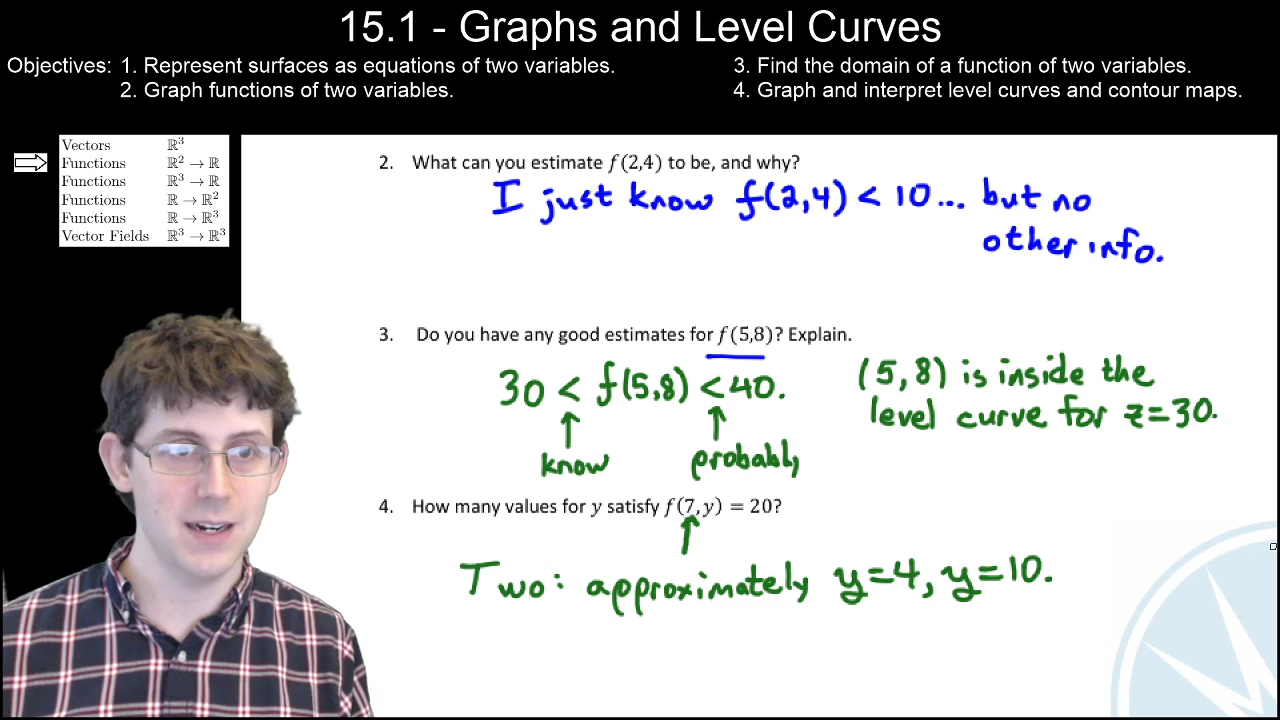 15.1 - Graphs and Level Curves
Objectives: 1. Represent surfaces as equations of two variables.
2. Graph functions of two variables.
3. Find the domain of a function of two variables.
4. Graph and interpret level curves and contour maps.
Vectors ℝ³
Functions ℝ² → ℝ
Functions ℝ³ → ℝ
Functions ℝ → ℝ²
Functions ℝ → ℝ³
Vector Fields ℝ³ → ℝ³
2. What can you estimate f(2,4) to be, and why?
I just know f(2,4) < 10... but no
other info.
3. Do you have any good estimates for f(5,8)? Explain.
30 < f(5,8) < 40.
know probably
(5,8) is inside the
level curve for z=30.
4. How many values for y satisfy f(7,y) = 20?
Two: approximately y=4, y=10.